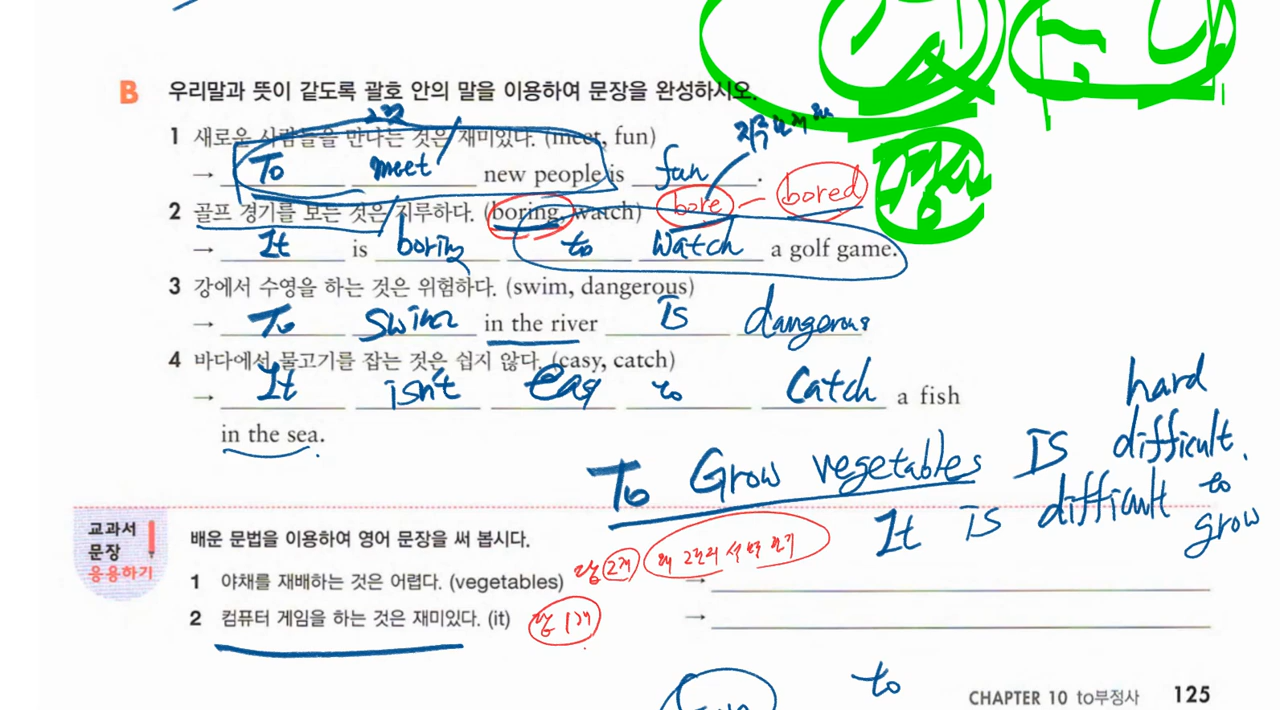 B 우리말과 뜻이 같도록 괄호 안의 말을 이용하여 문장을 완성하시오.
1 새로운 사람들을 만나는 것은 재미있다. (meet, fun)
→ To meet new people is fun.
bore - bored
2 골프 경기를 보는 것은 지루하다. (boring, watch)
→ It is boring to watch a golf game.
3 강에서 수영을 하는 것은 위험하다. (swim, dangerous)
→ To swim in the river is dangerous
4 바다에서 물고기를 잡는 것은 쉽지 않다. (easy, catch)
→ It isn't easy to catch a fish
in the sea.
hard
To Grow vegetables is difficult.
It is difficult to
grow
교과서
문장
응용하기
배운 문법을 이용하여 영어 문장을 써 봅시다.
1 야채를 재배하는 것은 어렵다. (vegetables) 답 2개 →
2 컴퓨터 게임을 하는 것은 재미있다. (it) 답 1개 →
to
CHAPTER 10 to부정사 125